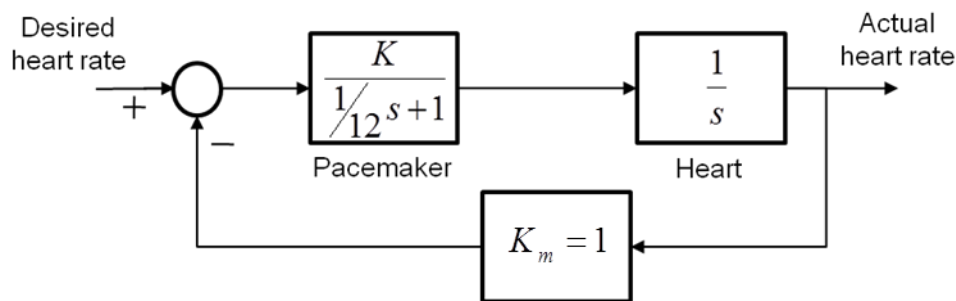 Desired
heart rate
+
−
K
1/12 s + 1
Pacemaker
1
s
Heart
Actual
heart rate
K_m = 1